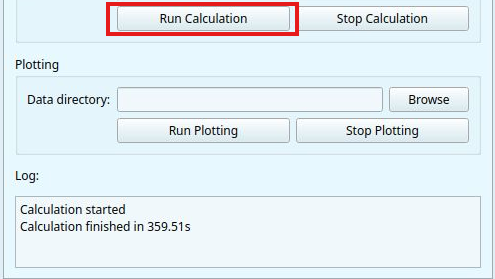 Run Calculation Stop Calculation
Plotting
Data directory: Browse
Run Plotting Stop Plotting
Log:
Calculation started
Calculation finished in 359.51s